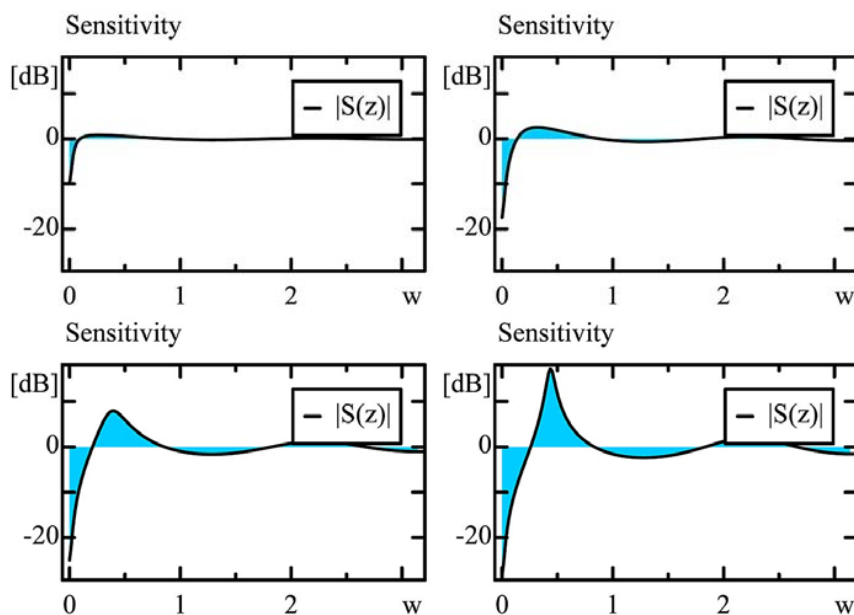 Sensitivity Sensitivity
[dB] |S(z)| [dB] |S(z)|
0 0
-20 -20
0 1 2 w 0 1 2 w
Sensitivity Sensitivity
[dB] |S(z)| [dB] |S(z)|
0 0
-20 -20
0 1 2 w 0 1 2 w